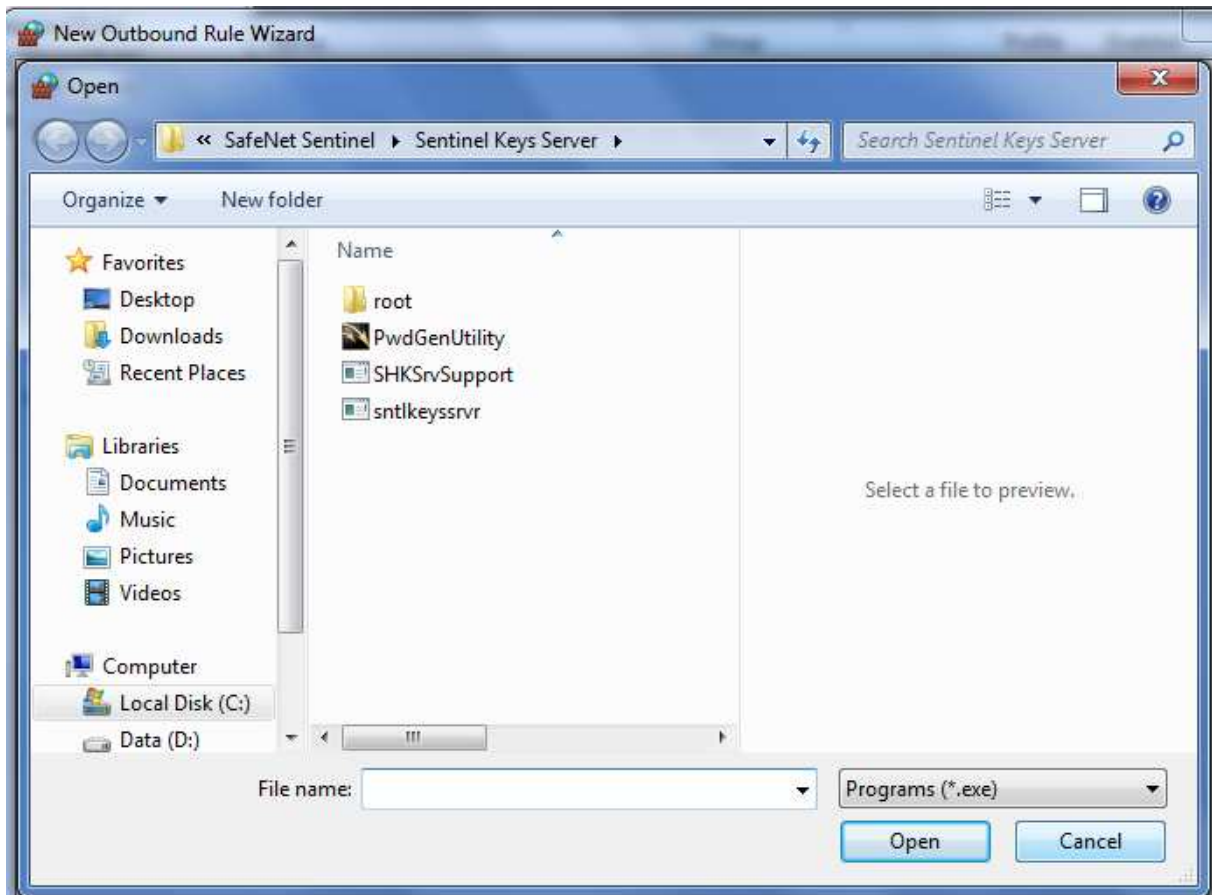 New Outbound Rule Wizard
Open
« SafeNet Sentinel Sentinel Keys Server
Search Sentinel Keys Server
Organize New folder
Favorites
Desktop
Downloads
Recent Places
Libraries
Documents
Music
Pictures
Videos
Computer
Local Disk (C:)
Data (D:)
Name
root
PwdGenUtility
SHKSrvSupport
sntlkeyssrvr
Select a file to preview.
File name:
Programs (*.exe)
Open Cancel